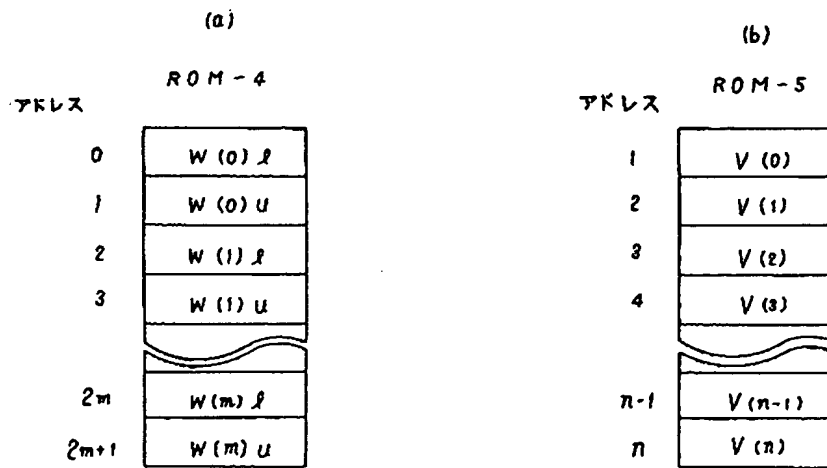 (a)
ROM-4
アドレス
0 W(0)ℓ
1 W(0)u
2 W(1)ℓ
3 W(1)u
2m W(m)ℓ
2m+1 W(m)u
(b)
ROM-5
アドレス
1 V(0)
2 V(1)
3 V(2)
4 V(3)
n-1 V(n-1)
n V(n)